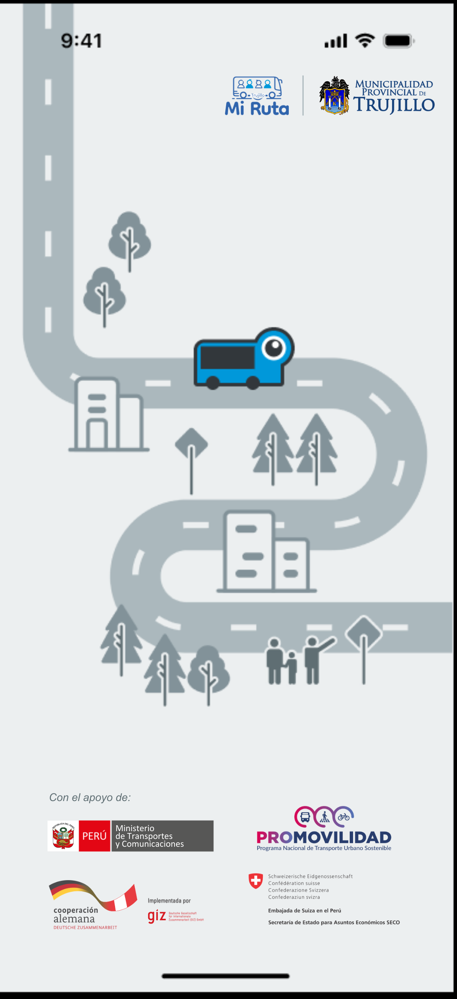 9:41
Trujillo
Mi Ruta
MUNICIPALIDAD
PROVINCIAL DE
TRUJILLO
K
Con el apoyo de:
REPÚBLICA DEL PERÚ
PERÚ
Ministerio
de Transportes
y Comunicaciones
PROMOVILIDAD
Programa Nacional de Transporte Urbano Sostenible
cooperación
alemana
DEUTSCHE ZUSAMMENARBEIT
Implementada por
giz
Deutsche Gesellschaft
für Internationale
Zusammenarbeit (GIZ) GmbH
Schweizerische Eidgenossenschaft
Confédération suisse
Confederazione Svizzera
Confederaziun svizra
Embajada de Suiza en el Perú
Secretaría de Estado para Asuntos Económicos SECO